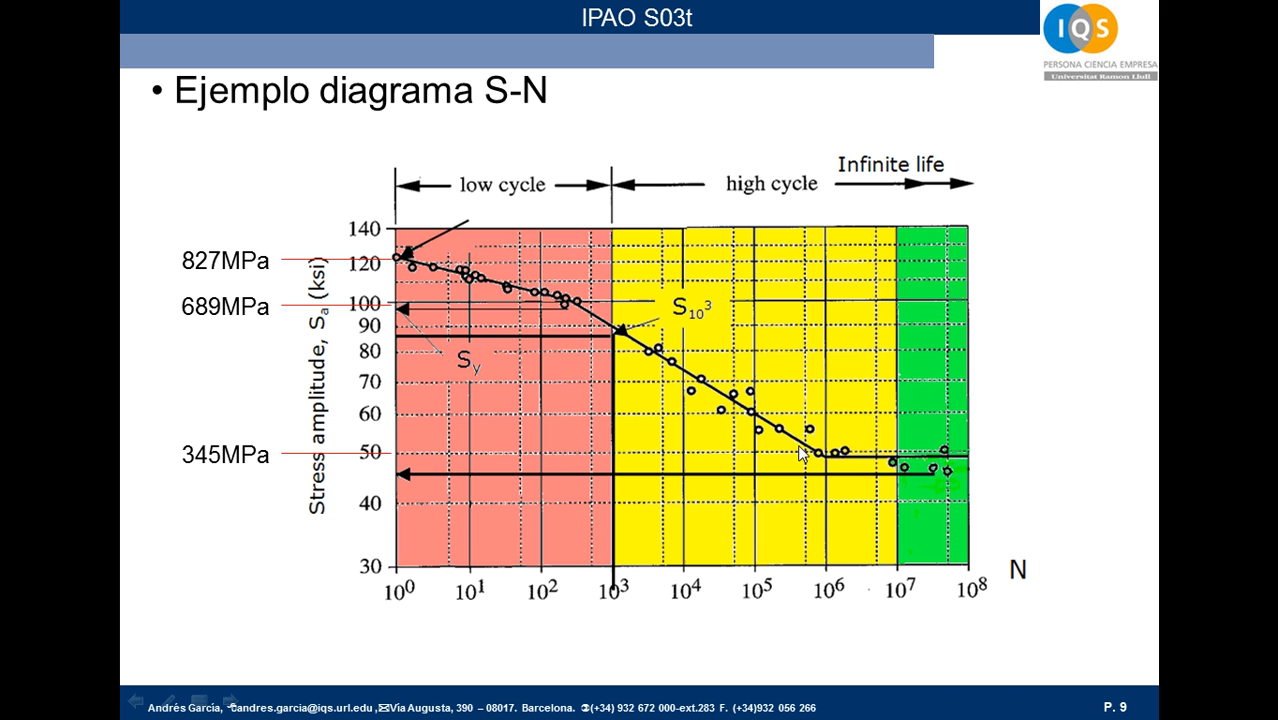 IPAO S03t
IQS
PERSONA CIENCIA EMPRESA
Universitat Ramon Llull
• Ejemplo diagrama S-N
Infinite life
low cycle
high cycle
140
827MPa
120
689MPa
100
S10³
90
80
Sy
70
60
345MPa
50
40
30
Stress amplitude, Sa (ksi)
10⁰ 10¹ 10² 10³ 10⁴ 10⁵ 10⁶ 10⁷ 10⁸
N
Andrés García, andres.garcia@iqs.url.edu ,✉Vía Augusta, 390 – 08017. Barcelona. (+34) 932 672 000-ext.283 F. (+34)932 056 266
P. 9